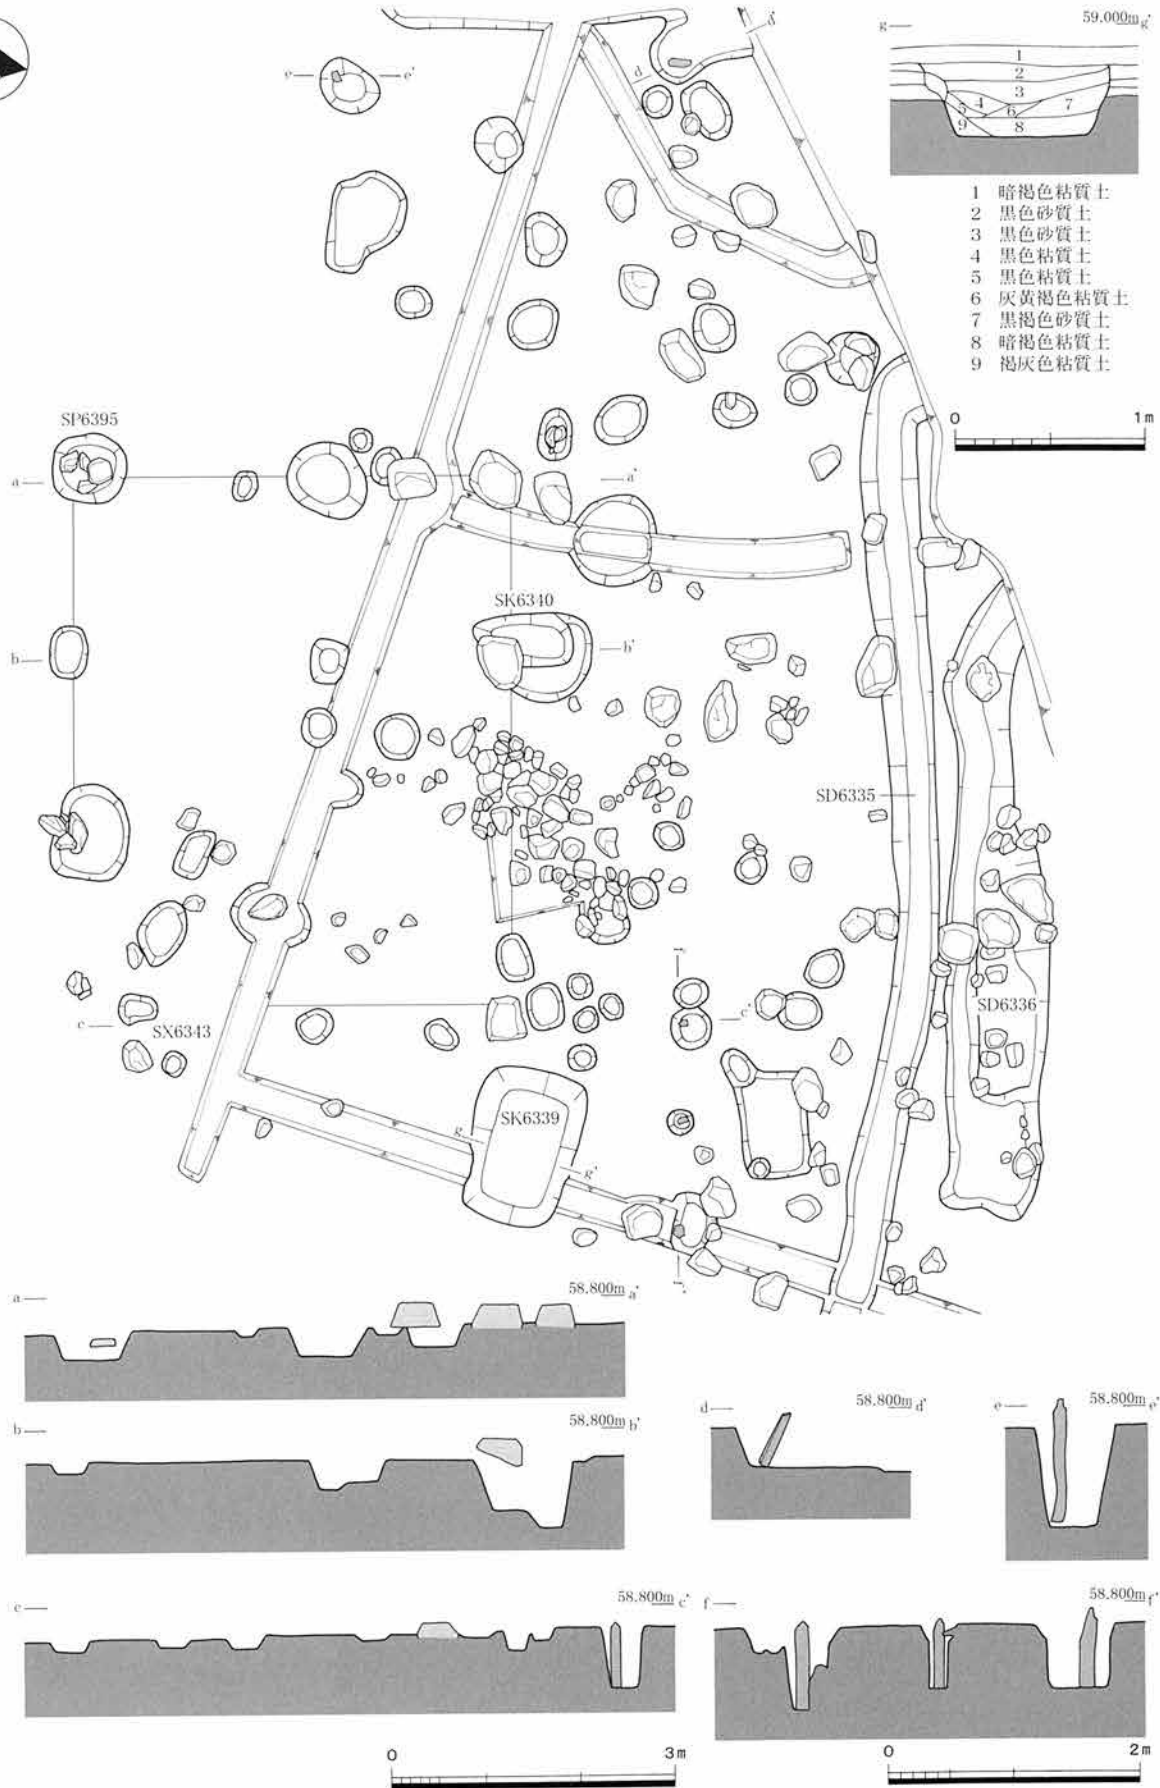 g 59.000m g'
1
2
3
4
5
6
7
8
9
1 暗褐色粘質土
2 黒色砂質土
3 黒色砂質土
4 黒色粘質土
5 黒色粘質土
6 灰黄褐色粘質土
7 黒褐色砂質土
8 暗褐色粘質土
9 褐灰色粘質土
0 1m
e e'
d d'
SP6395
a a'
SK6340
b b'
SD6335
SD6336
c SX6343 c'
f
SK6339
g g'
f'
a 58.800m a'
b 58.800m b'
d 58.800m d'
e 58.800m e'
c 58.800m c'
f 58.800m f'
0 3m
0 2m